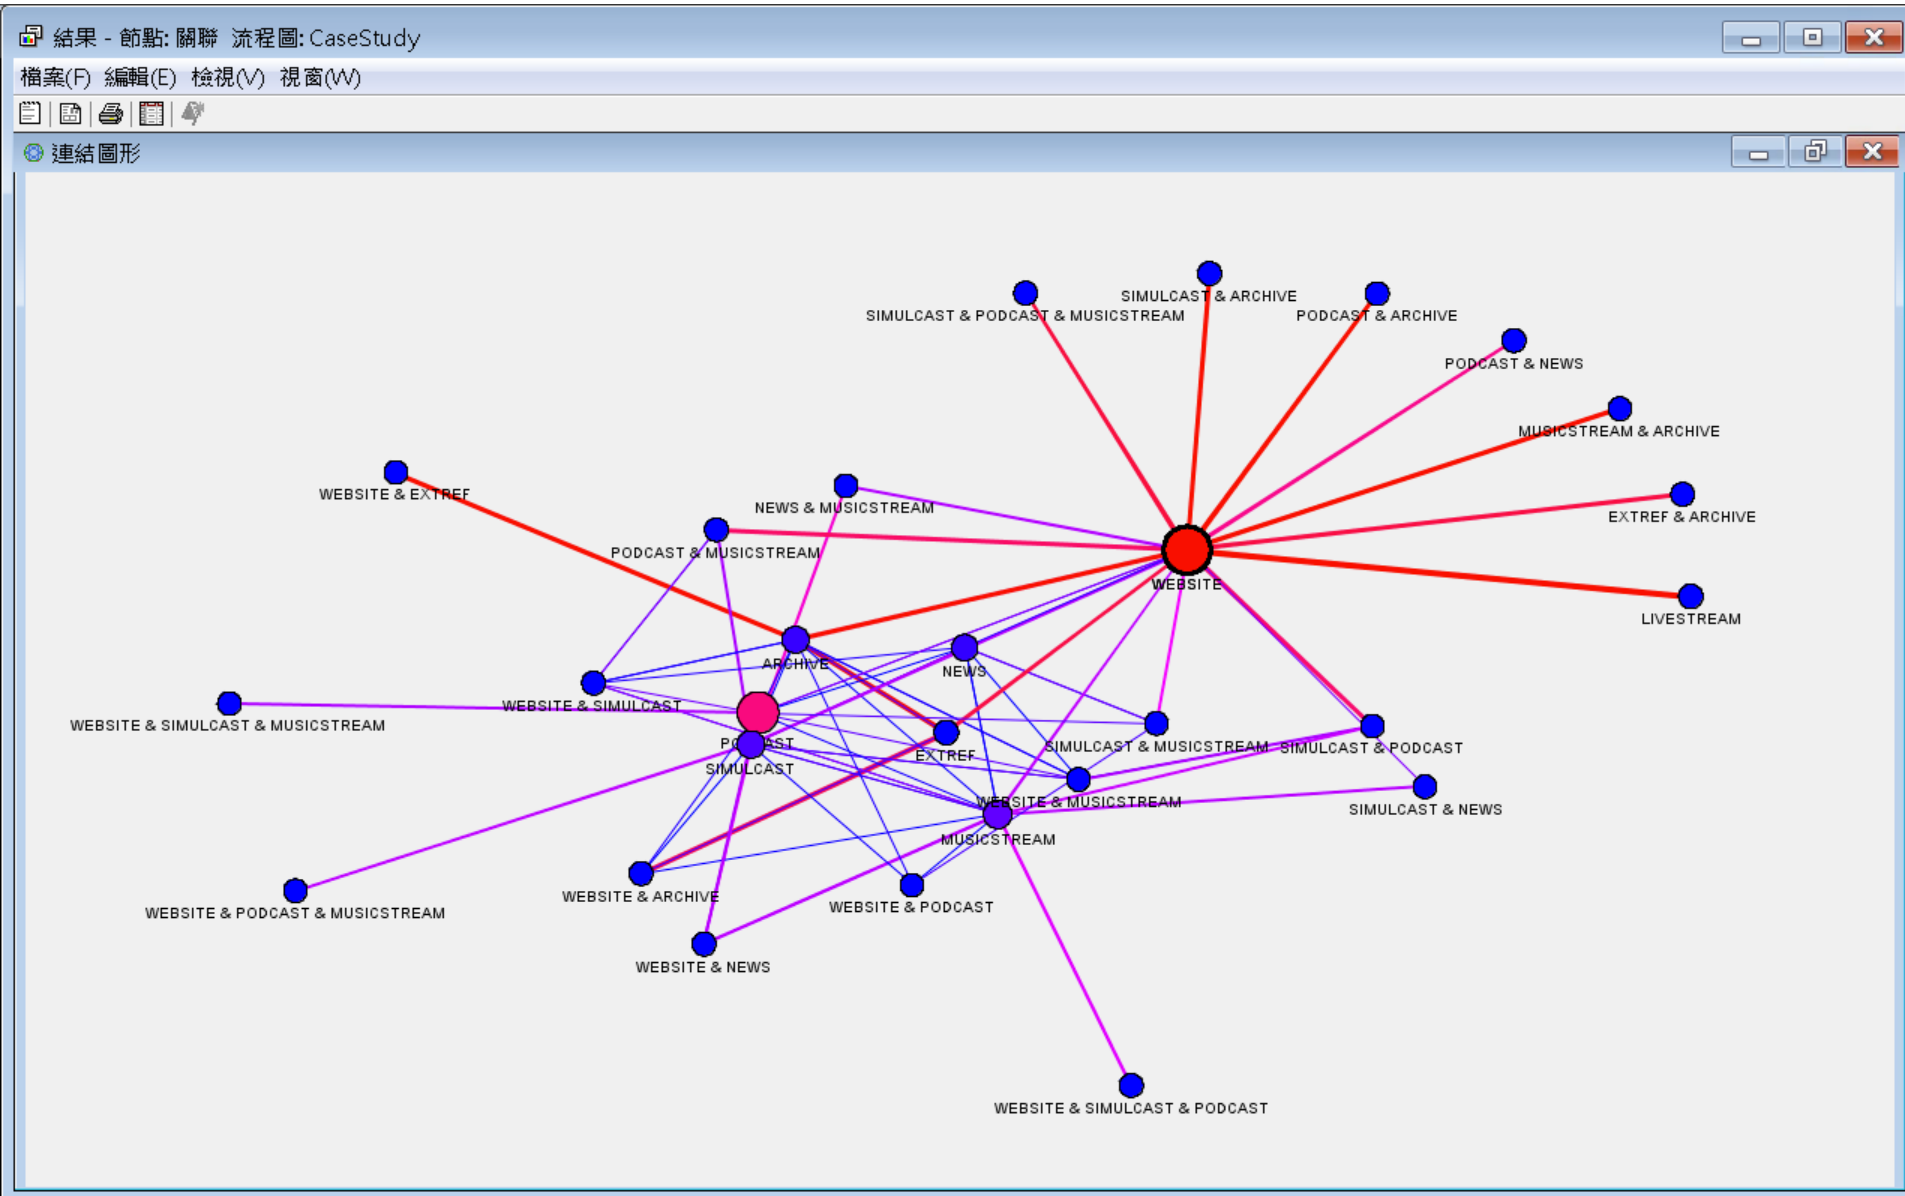 結果 - 節點: 關聯 流程圖: CaseStudy
檔案(F) 編輯(E) 檢視(V) 視窗(W)
連結圖形
SIMULCAST & ARCHIVE
SIMULCAST & PODCAST & MUSICSTREAM
PODCAST & ARCHIVE
PODCAST & NEWS
MUSICSTREAM & ARCHIVE
WEBSITE & EXTREF
NEWS & MUSICSTREAM
EXTREF & ARCHIVE
PODCAST & MUSICSTREAM
WEBSITE
LIVESTREAM
ARCHIVE
NEWS
WEBSITE & SIMULCAST
WEBSITE & SIMULCAST & MUSICSTREAM
PODCAST
SIMULCAST & MUSICSTREAM
SIMULCAST & PODCAST
EXTREF
SIMULCAST
WEBSITE & MUSICSTREAM
SIMULCAST & NEWS
MUSICSTREAM
WEBSITE & ARCHIVE
WEBSITE & PODCAST
WEBSITE & PODCAST & MUSICSTREAM
WEBSITE & NEWS
WEBSITE & SIMULCAST & PODCAST